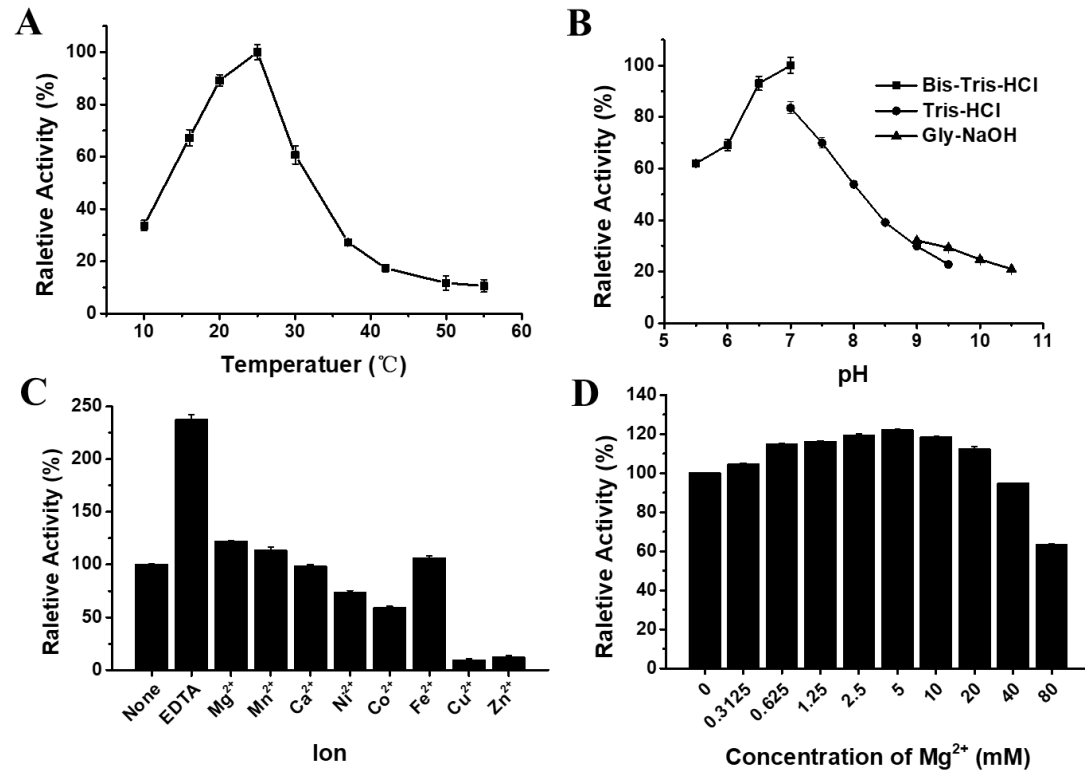 A
Raletive Activity (%)
100
80
60
40
20
0
10 20 30 40 50 60
Temperatuer (℃)
B
Raletive Activity (%)
100
80
60
40
20
0
5 6 7 8 9 10 11
pH
Bis-Tris-HCl
Tris-HCl
Gly-NaOH
C
Raletive Activity (%)
250
200
150
100
50
0
None EDTA Mg²⁺ Mn²⁺ Ca²⁺ Ni²⁺ Co²⁺ Fe²⁺ Cu²⁺ Zn²⁺
Ion
D
Raletive Activity (%)
140
120
100
80
60
40
20
0
0 0.3125 0.625 1.25 2.5 5 10 20 40 80
Concentration of Mg²⁺ (mM)